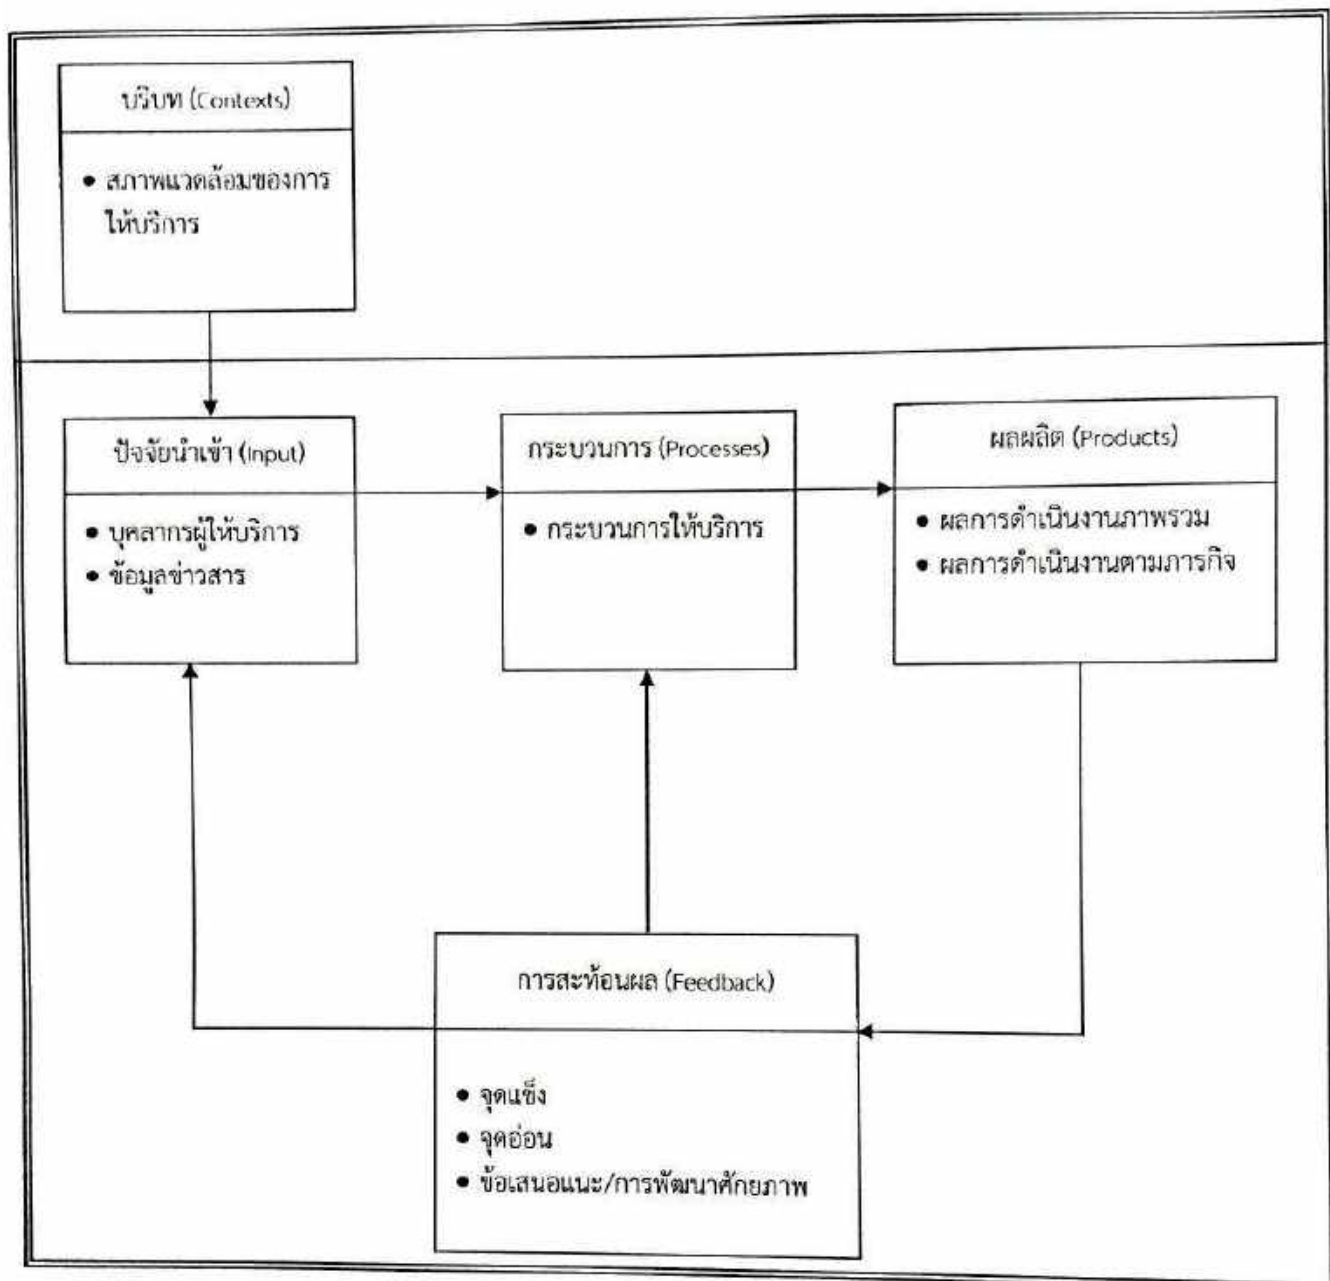 บริบท (Contexts)
● สภาพแวดล้อมของการ
ให้บริการ
ปัจจัยนำเข้า (Input)
● บุคลากรผู้ให้บริการ
● ข้อมูลข่าวสาร
กระบวนการ (Processes)
● กระบวนการให้บริการ
ผลผลิต (Products)
● ผลการดำเนินงานภาพรวม
● ผลการดำเนินงานตามภารกิจ
การสะท้อนผล (Feedback)
● จุดแข็ง
● จุดอ่อน
● ข้อเสนอแนะ/การพัฒนาศักยภาพ